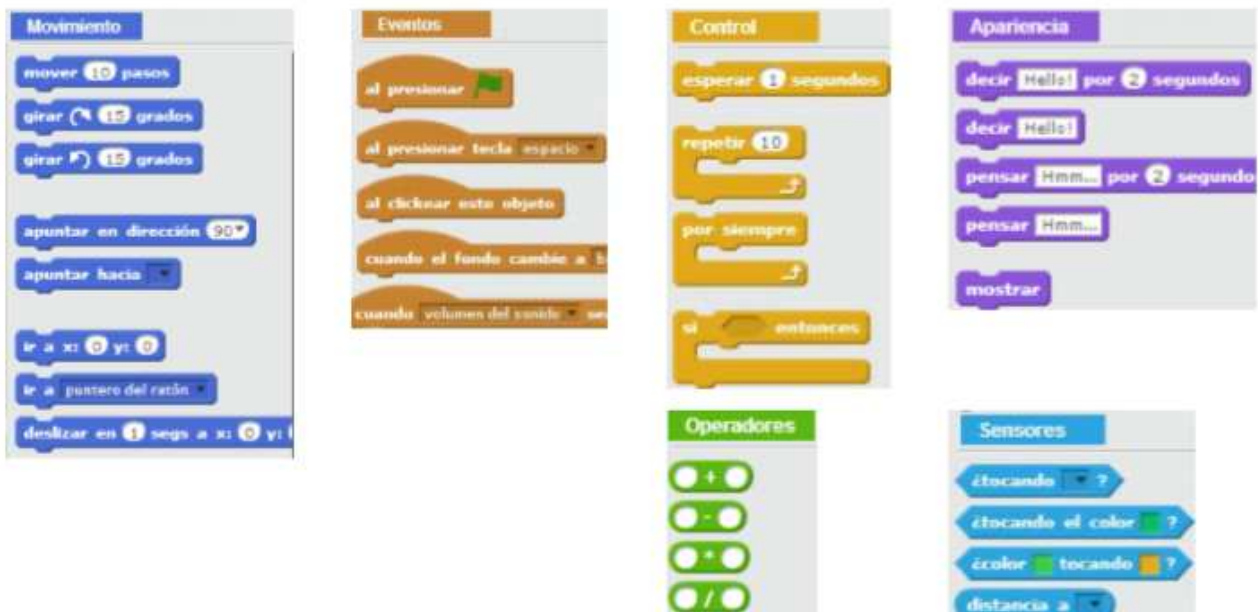 Movimiento
mover 10 pasos
girar 15 grados
girar 15 grados
apuntar en dirección 90
apuntar hacia
ir a x: 0 y: 0
ir a puntero del ratón
deslizar en 1 segs a x: 0 y:
Eventos
al presionar
al presionar tecla espacio
al clickear este objeto
cuando el fondo cambie a
cuando volumen del sonido
Control
esperar 1 segundos
repetir 10
por siempre
si entonces
Apariencia
decir Hello! por 2 segundos
decir Hello!
pensar Hmm... por 2 segundo
pensar Hmm...
mostrar
Operadores
+
-
*
/
Sensores
¿tocando ?
¿tocando el color ?
¿color tocando ?
distancia a